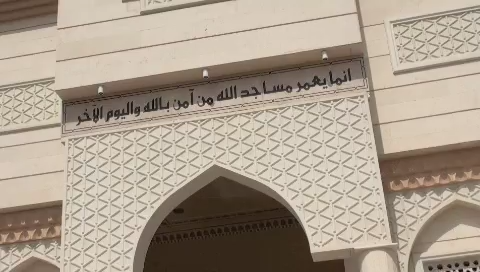 انما يعمر مساجد الله من آمن بالله واليوم الآخر